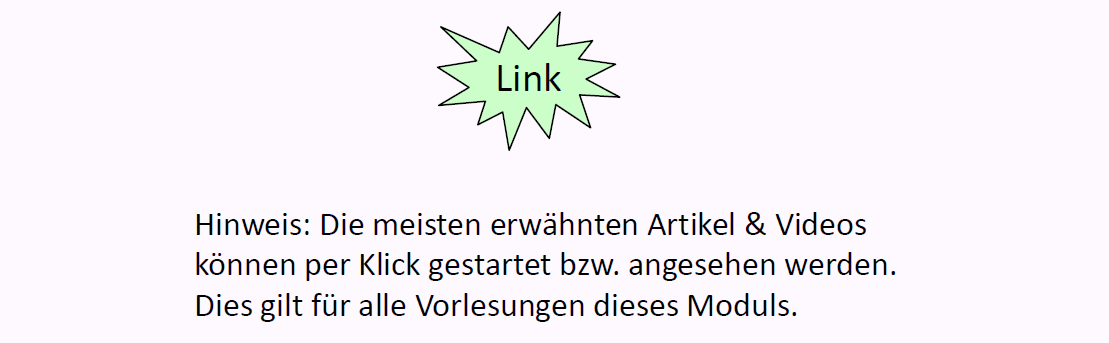 Link
Hinweis: Die meisten erwähnten Artikel & Videos
können per Klick gestartet bzw. angesehen werden.
Dies gilt für alle Vorlesungen dieses Moduls.